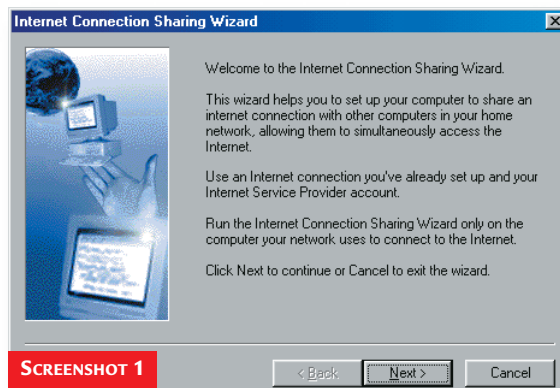 Internet Connection Sharing Wizard
Welcome to the Internet Connection Sharing Wizard.
This wizard helps you to set up your computer to share an
internet connection with other computers in your home
network, allowing them to simultaneously access the
Internet.
Use an Internet connection you've already set up and your
Internet Service Provider account.
Run the Internet Connection Sharing Wizard only on the
computer your network uses to connect to the Internet.
Click Next to continue or Cancel to exit the wizard.
SCREENSHOT 1
< Back
Next >
Cancel